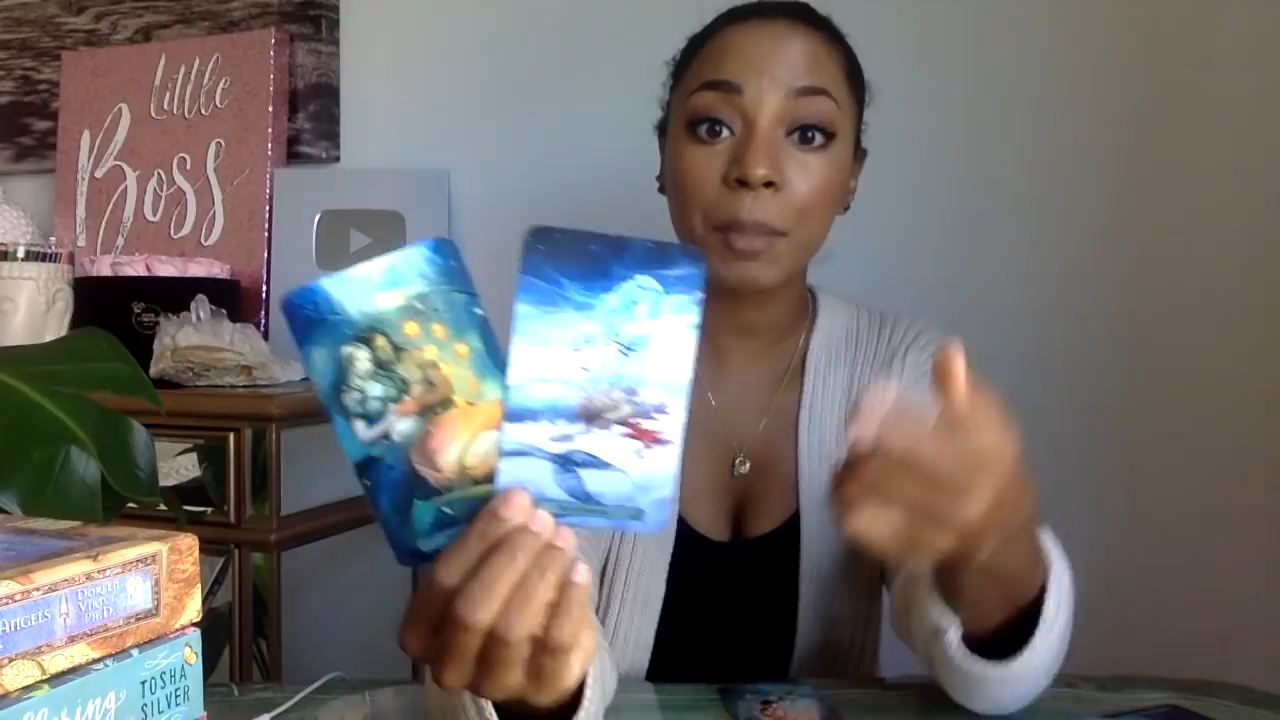 Little
Boss
ANGELS
DOREEN
VIRTUE,
PH.D.
TOSHA
SILVER